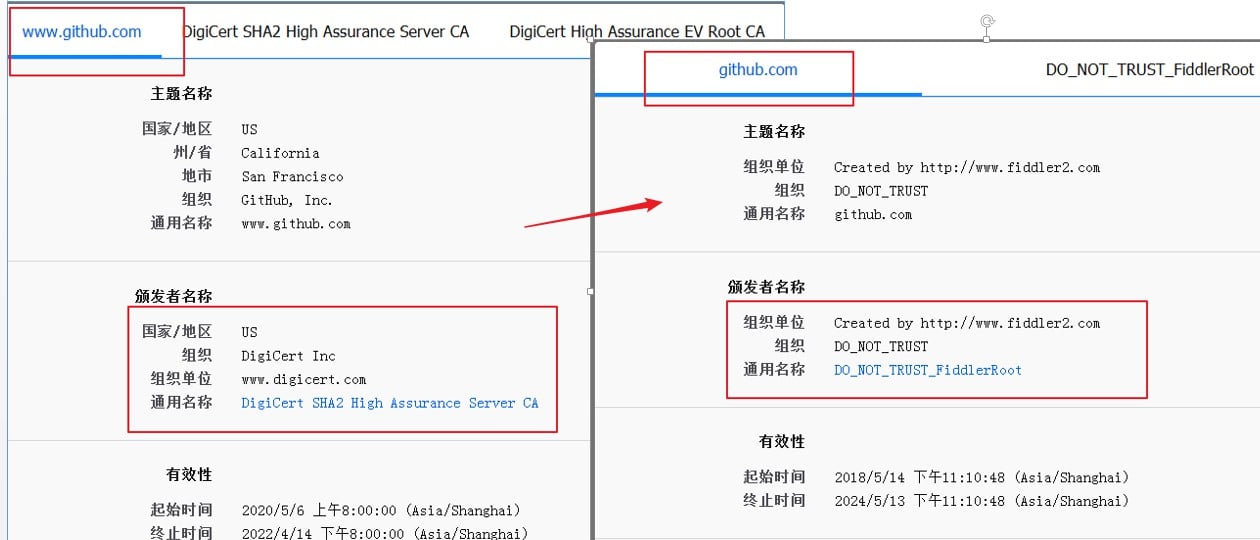 www.github.com DigiCert SHA2 High Assurance Server CA DigiCert High Assurance EV Root CA
主题名称
国家/地区 US
州/省 California
地市 San Francisco
组织 GitHub, Inc.
通用名称 www.github.com
颁发者名称
国家/地区 US
组织 DigiCert Inc
组织单位 www.digicert.com
通用名称 DigiCert SHA2 High Assurance Server CA
有效性
起始时间 2020/5/6 上午8:00:00 (Asia/Shanghai)
终止时间 2022/4/14 下午8:00:00 (Asia/Shanghai)
github.com DO_NOT_TRUST_FiddlerRoot
主题名称
组织单位 Created by http://www.fiddler2.com
组织 DO_NOT_TRUST
通用名称 github.com
颁发者名称
组织单位 Created by http://www.fiddler2.com
组织 DO_NOT_TRUST
通用名称 DO_NOT_TRUST_FiddlerRoot
有效性
起始时间 2018/5/14 下午11:10:48 (Asia/Shanghai)
终止时间 2024/5/13 下午11:10:48 (Asia/Shanghai)